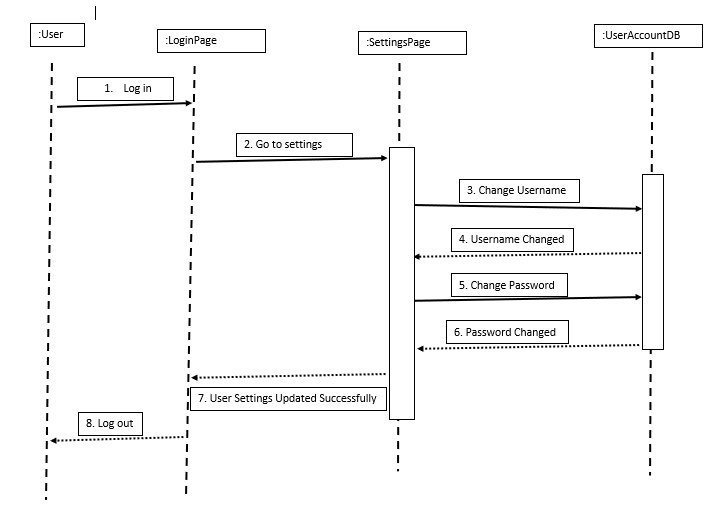 :User
:LoginPage
:SettingsPage
:UserAccountDB
1. Log in
2. Go to settings
3. Change Username
4. Username Changed
5. Change Password
6. Password Changed
7. User Settings Updated Successfully
8. Log out